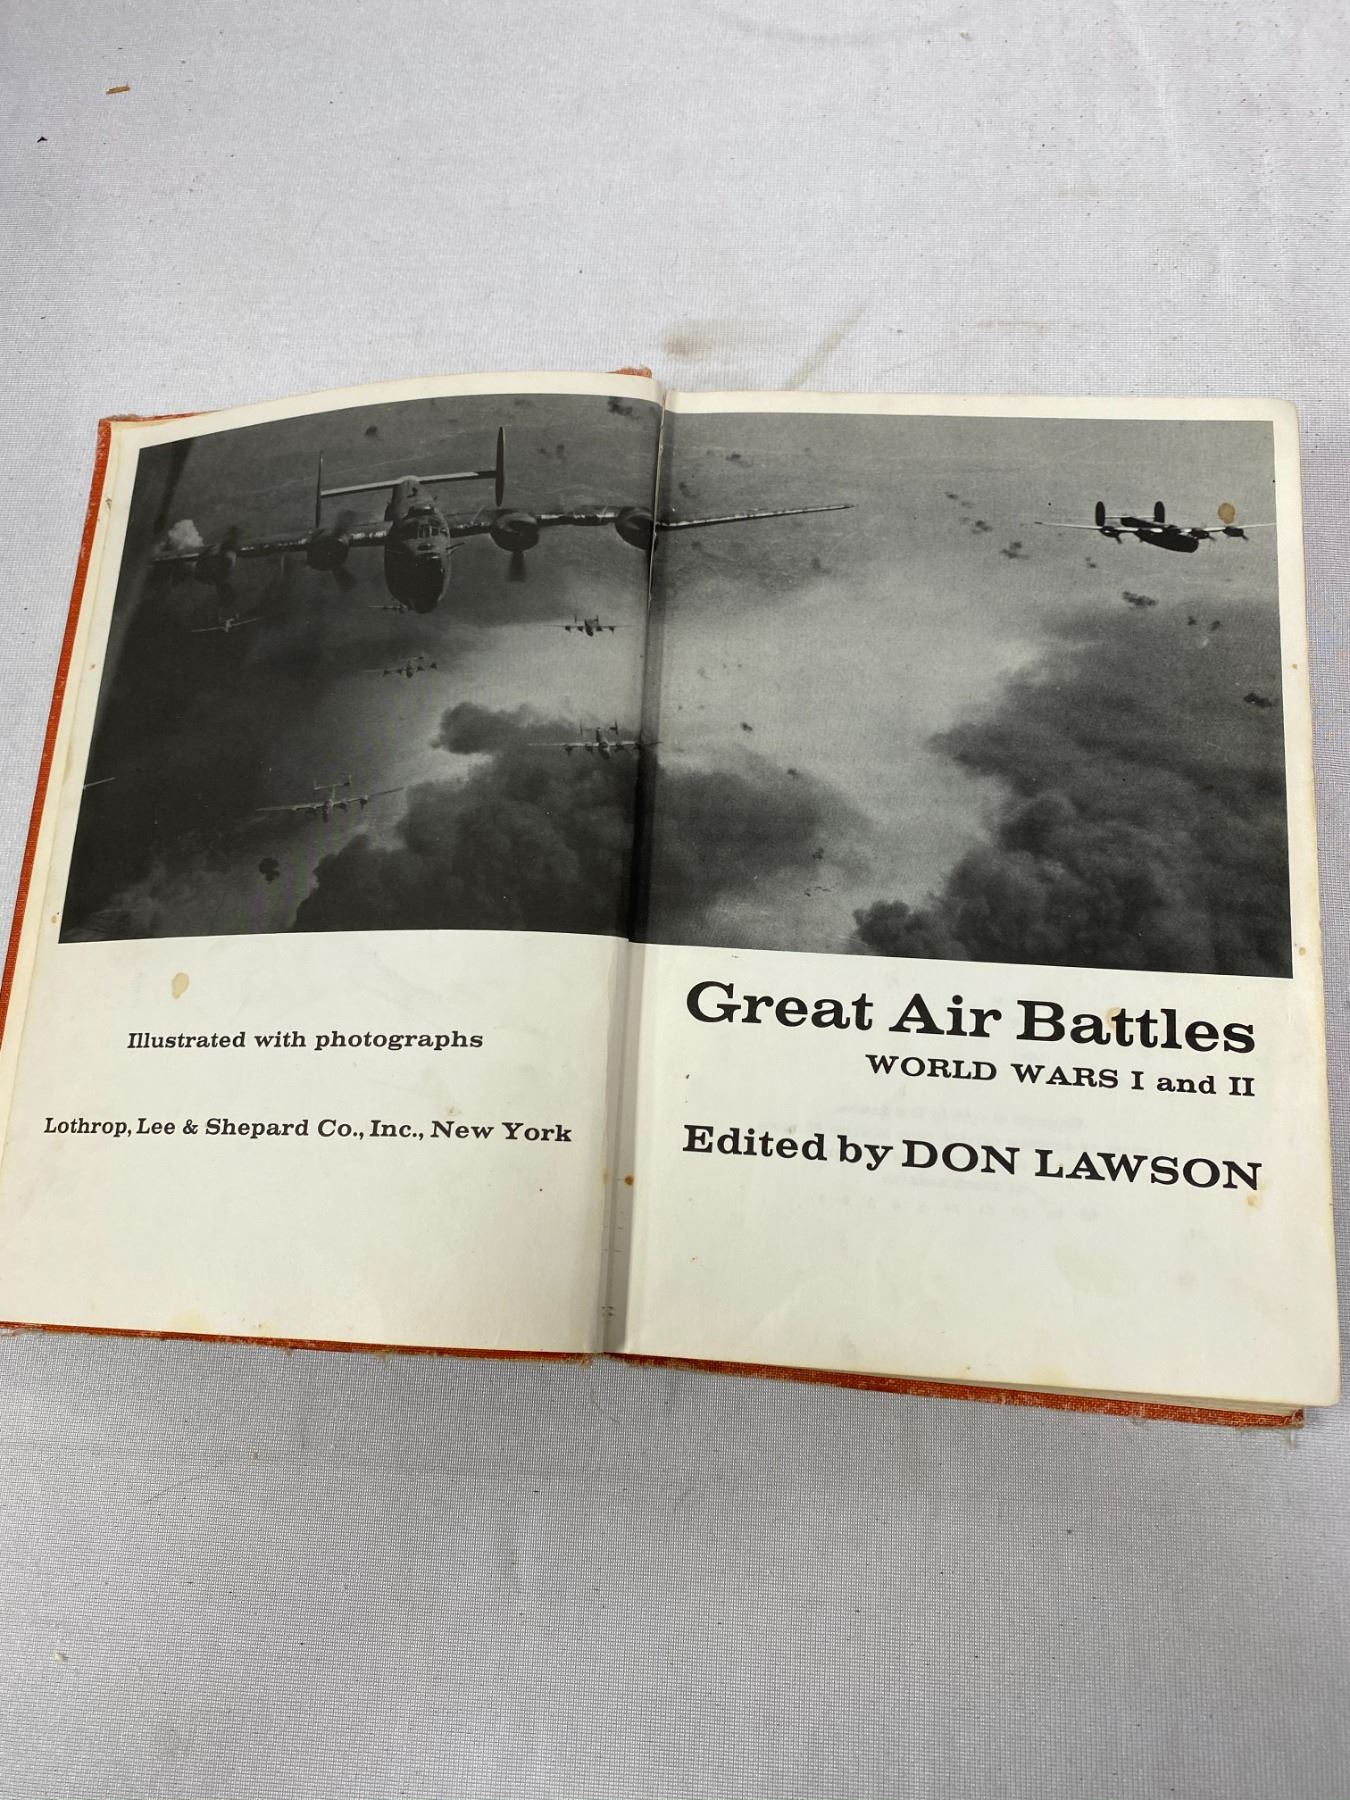 Illustrated with photographs
Lothrop, Lee & Shepard Co., Inc., New York
Great Air Battles
WORLD WARS I and II
Edited by DON LAWSON